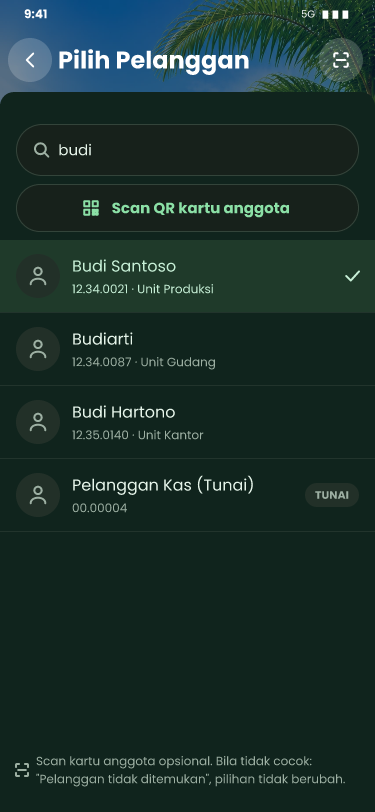 9:41
5G
Pilih Pelanggan
budi
Scan QR kartu anggota
Budi Santoso
12.34.0021 · Unit Produksi
Budiarti
12.34.0087 · Unit Gudang
Budi Hartono
12.35.0140 · Unit Kantor
Pelanggan Kas (Tunai)
TUNAI
00.00004
Scan kartu anggota opsional. Bila tidak cocok:
"Pelanggan tidak ditemukan", pilihan tidak berubah.